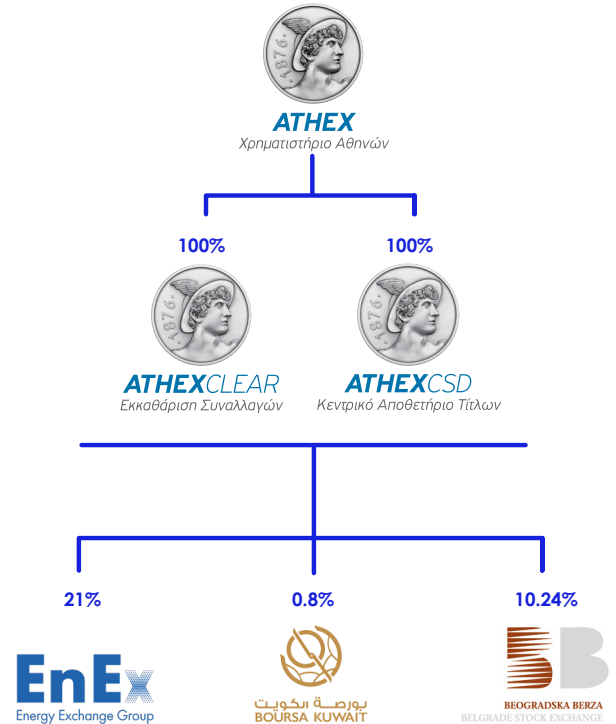 ·1876·
ATHEX
Χρηματιστήριο Αθηνών
100%
100%
·1876·
·1876·
ATHEXCLEAR
ATHEXCSD
Εκκαθάριση Συναλλαγών
Κεντρικό Αποθετήριο Τίτλων
21%
0.8%
10.24%
EnEx
Energy Exchange Group
بورصة الكويت
BOURSA KUWAIT
BEOGRADSKA BERZA
BELGRADE STOCK EXCHANGE